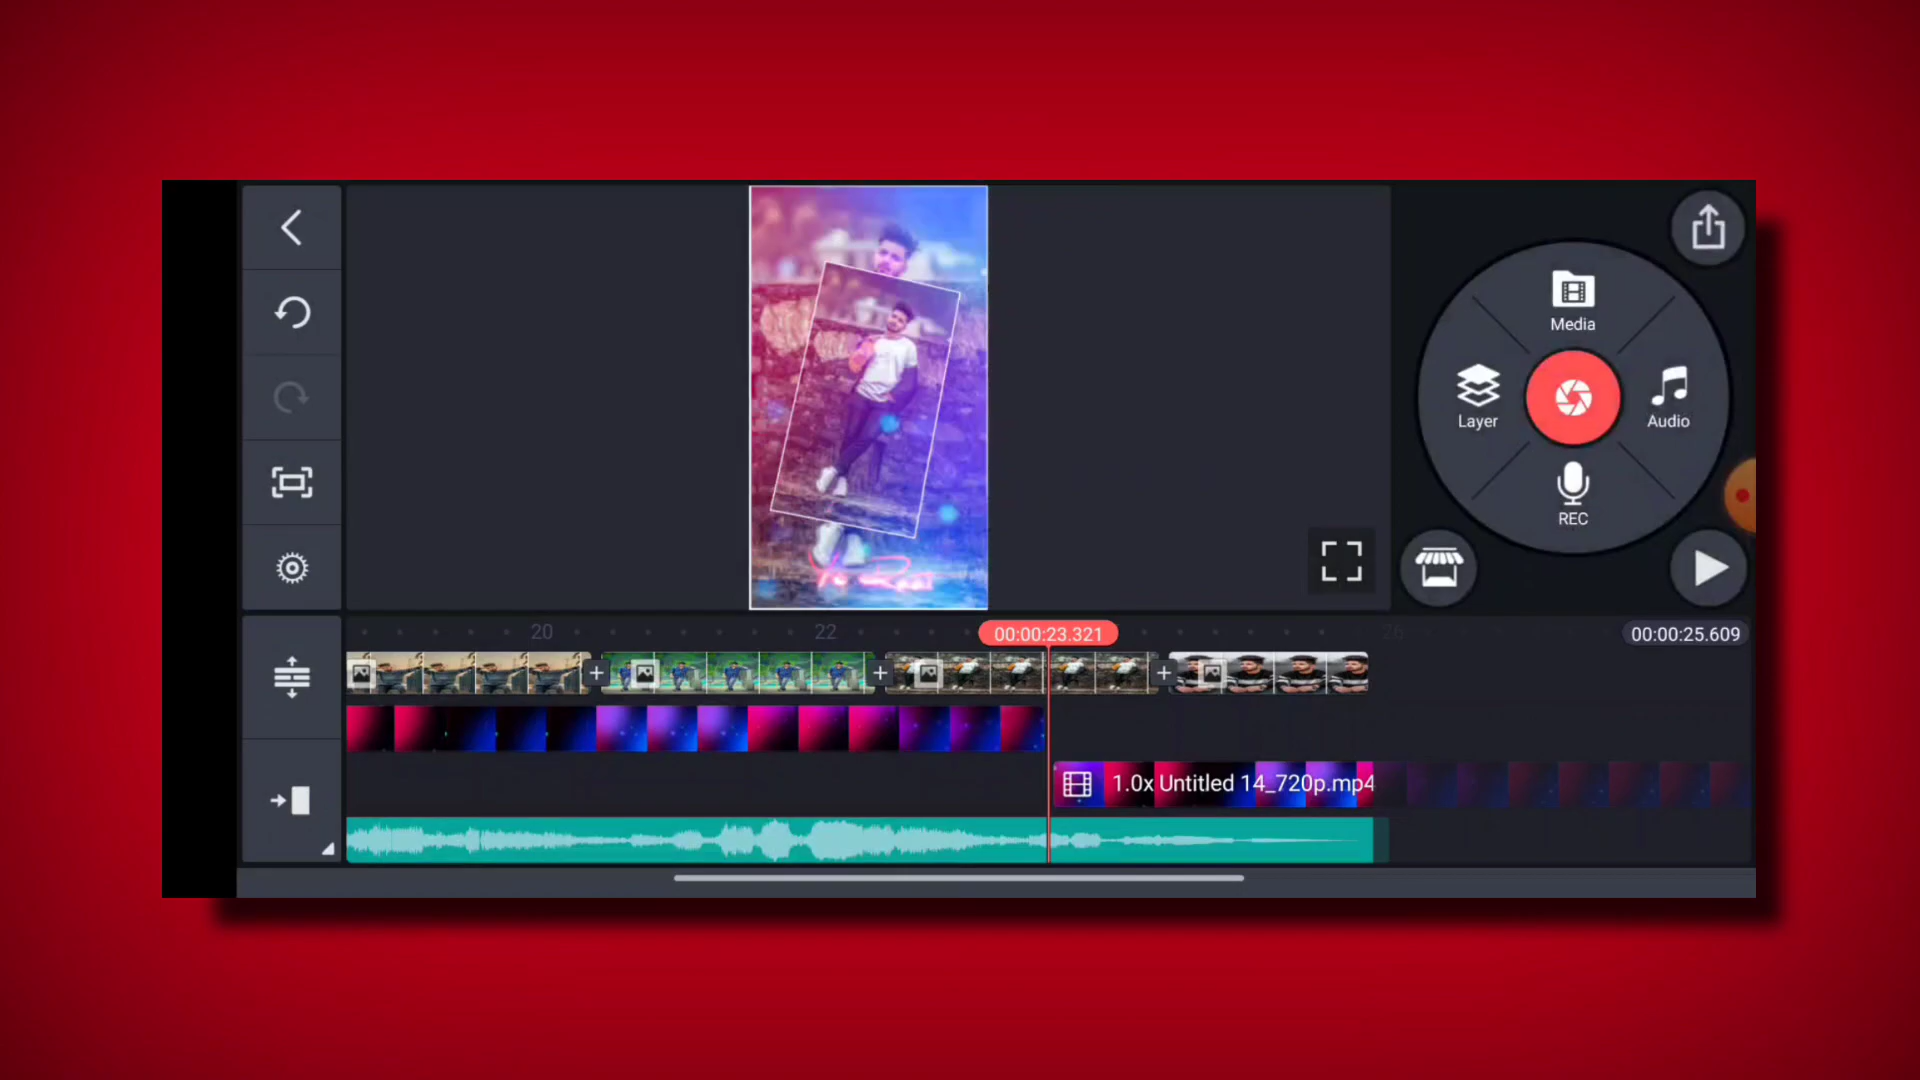 Media
Layer
Audio
REC
20
22
00:00:23.321
26
00:00:25.609
1.0x Untitled 14_720p.mp4